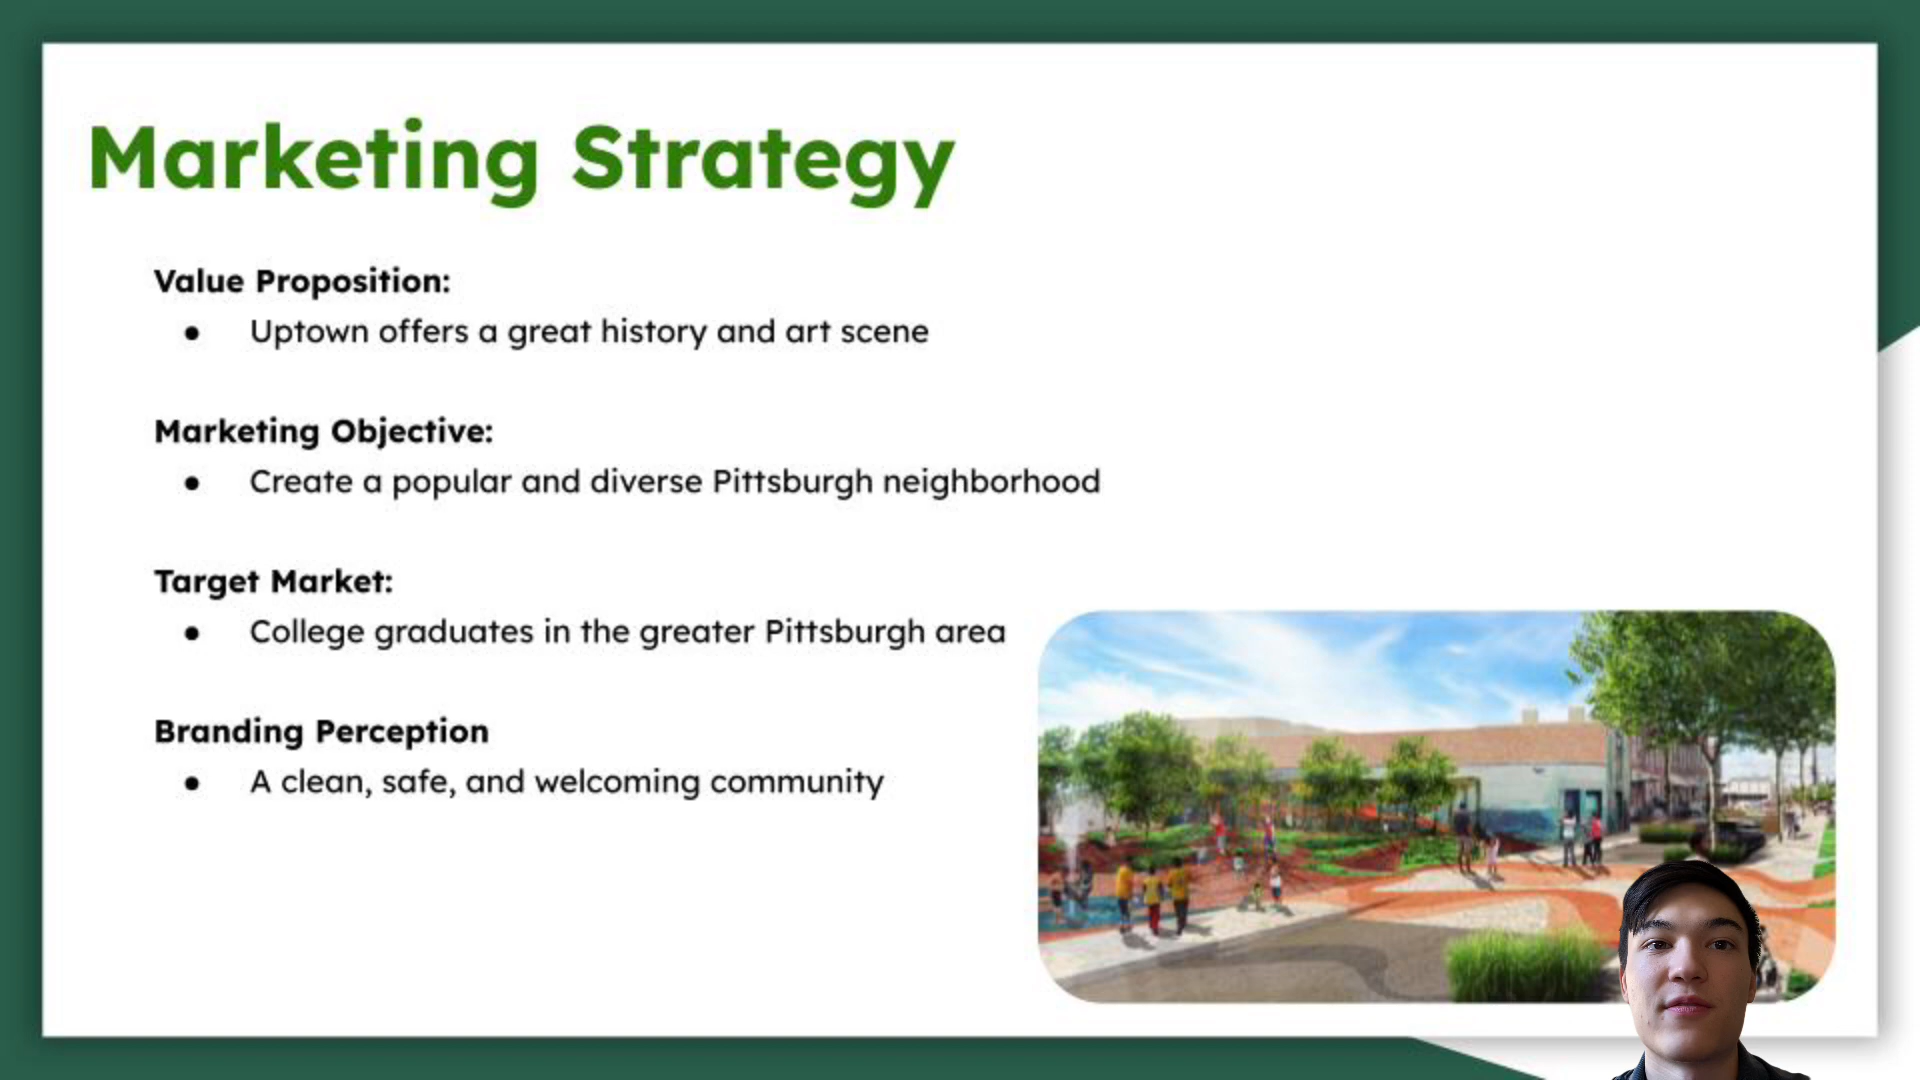 Marketing Strategy
Value Proposition:
● Uptown offers a great history and art scene
Marketing Objective:
● Create a popular and diverse Pittsburgh neighborhood
Target Market:
● College graduates in the greater Pittsburgh area
Branding Perception
● A clean, safe, and welcoming community